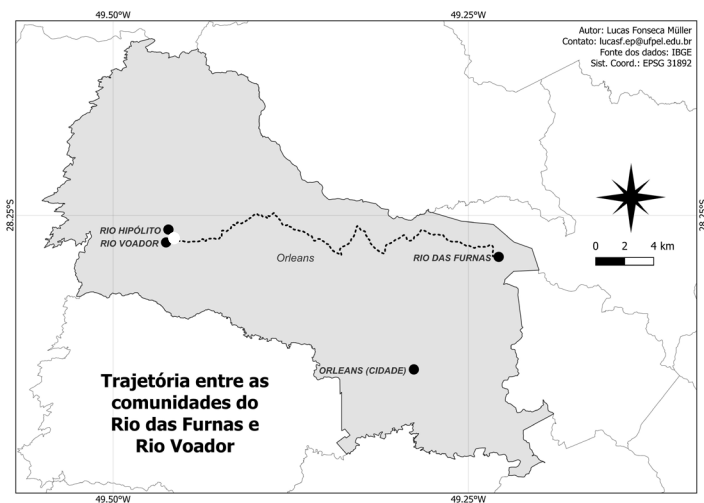 49.50°W
49.25°W
Autor: Lucas Fonseca Müller
Contato: lucasf.ep@ufpel.edu.br
Fonte dos dados: IBGE
Sist. Coord.: EPSG 31892
28.25°S
28.25°S
RIO HIPÓLITO
RIO VOADOR
Orleans
RIO DAS FURNAS
0 2 4 km
ORLEANS (CIDADE)
Trajetória entre as
comunidades do
Rio das Furnas e
Rio Voador
49.50°W
49.25°W